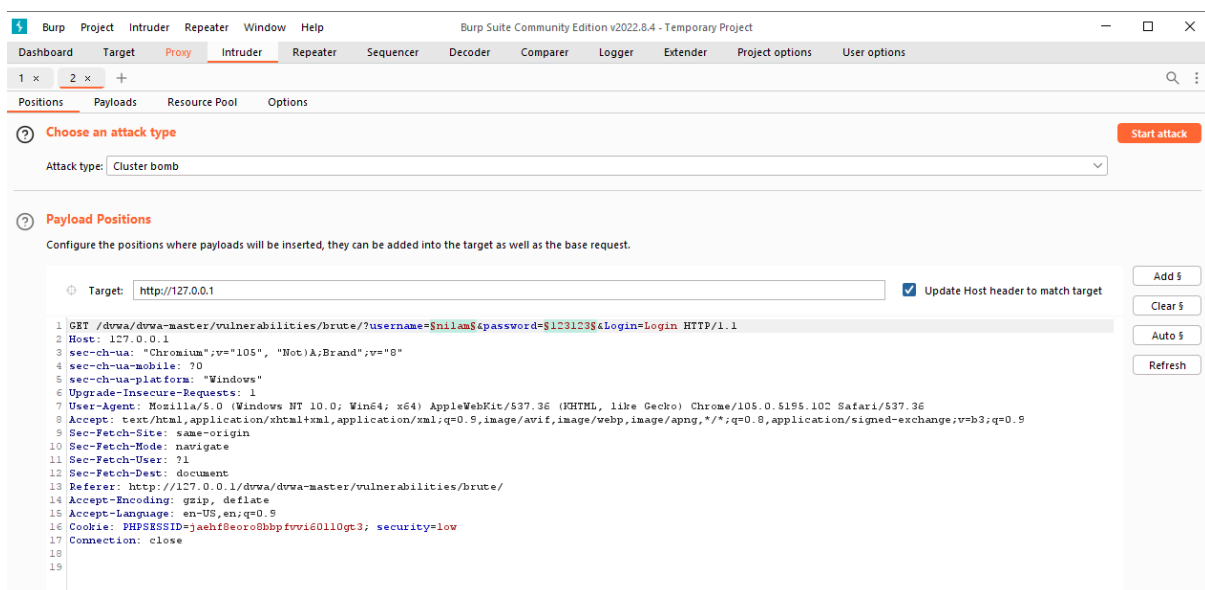 Burp Project Intruder Repeater Window Help Burp Suite Community Edition v2022.8.4 - Temporary Project
Dashboard Target Proxy Intruder Repeater Sequencer Decoder Comparer Logger Extender Project options User options
1 × 2 × +
Positions Payloads Resource Pool Options
? Choose an attack type Start attack
Attack type: Cluster bomb
? Payload Positions
Configure the positions where payloads will be inserted, they can be added into the target as well as the base request.
Target: http://127.0.0.1 Update Host header to match target
Add §
Clear §
Auto §
Refresh
1 GET /dvwa/dvwa-master/vulnerabilities/brute/?username=§nilam§&password=§123123§&Login=Login HTTP/1.1
2 Host: 127.0.0.1
3 sec-ch-ua: "Chromium";v="105", "Not)A;Brand";v="8"
4 sec-ch-ua-mobile: ?0
5 sec-ch-ua-platform: "Windows"
6 Upgrade-Insecure-Requests: 1
7 User-Agent: Mozilla/5.0 (Windows NT 10.0; Win64; x64) AppleWebKit/537.36 (KHTML, like Gecko) Chrome/105.0.5195.102 Safari/537.36
8 Accept: text/html,application/xhtml+xml,application/xml;q=0.9,image/avif,image/webp,image/apng,*/*;q=0.8,application/signed-exchange;v=b3;q=0.9
9 Sec-Fetch-Site: same-origin
10 Sec-Fetch-Mode: navigate
11 Sec-Fetch-User: ?1
12 Sec-Fetch-Dest: document
13 Referer: http://127.0.0.1/dvwa/dvwa-master/vulnerabilities/brute/
14 Accept-Encoding: gzip, deflate
15 Accept-Language: en-US,en;q=0.9
16 Cookie: PHPSESSID=jaehf8eoro8bbpfvvi60ll0gt3; security=low
17 Connection: close
18
19